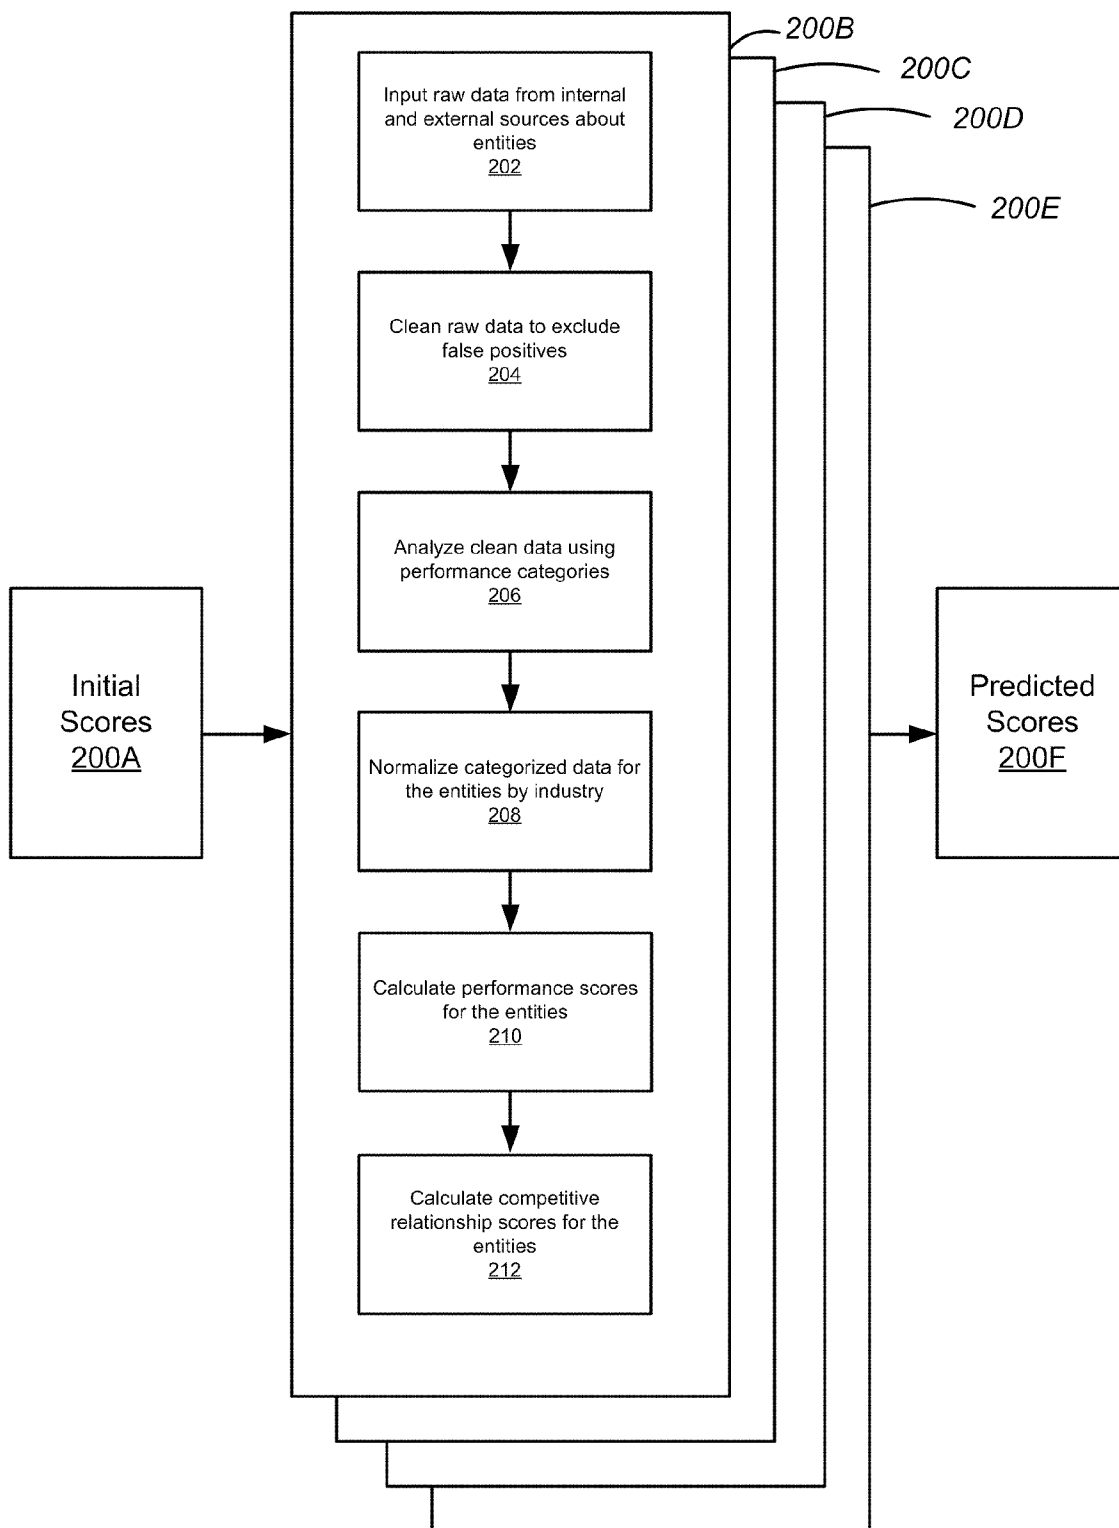 200B
200C
200D
200E
Input raw data from internal
and external sources about
entities
202
Clean raw data to exclude
false positives
204
Analyze clean data using
performance categories
206
Initial
Scores
200A
Normalize categorized data for
the entities by industry
208
Predicted
Scores
200F
Calculate performance scores
for the entities
210
Calculate competitive
relationship scores for the
entities
212